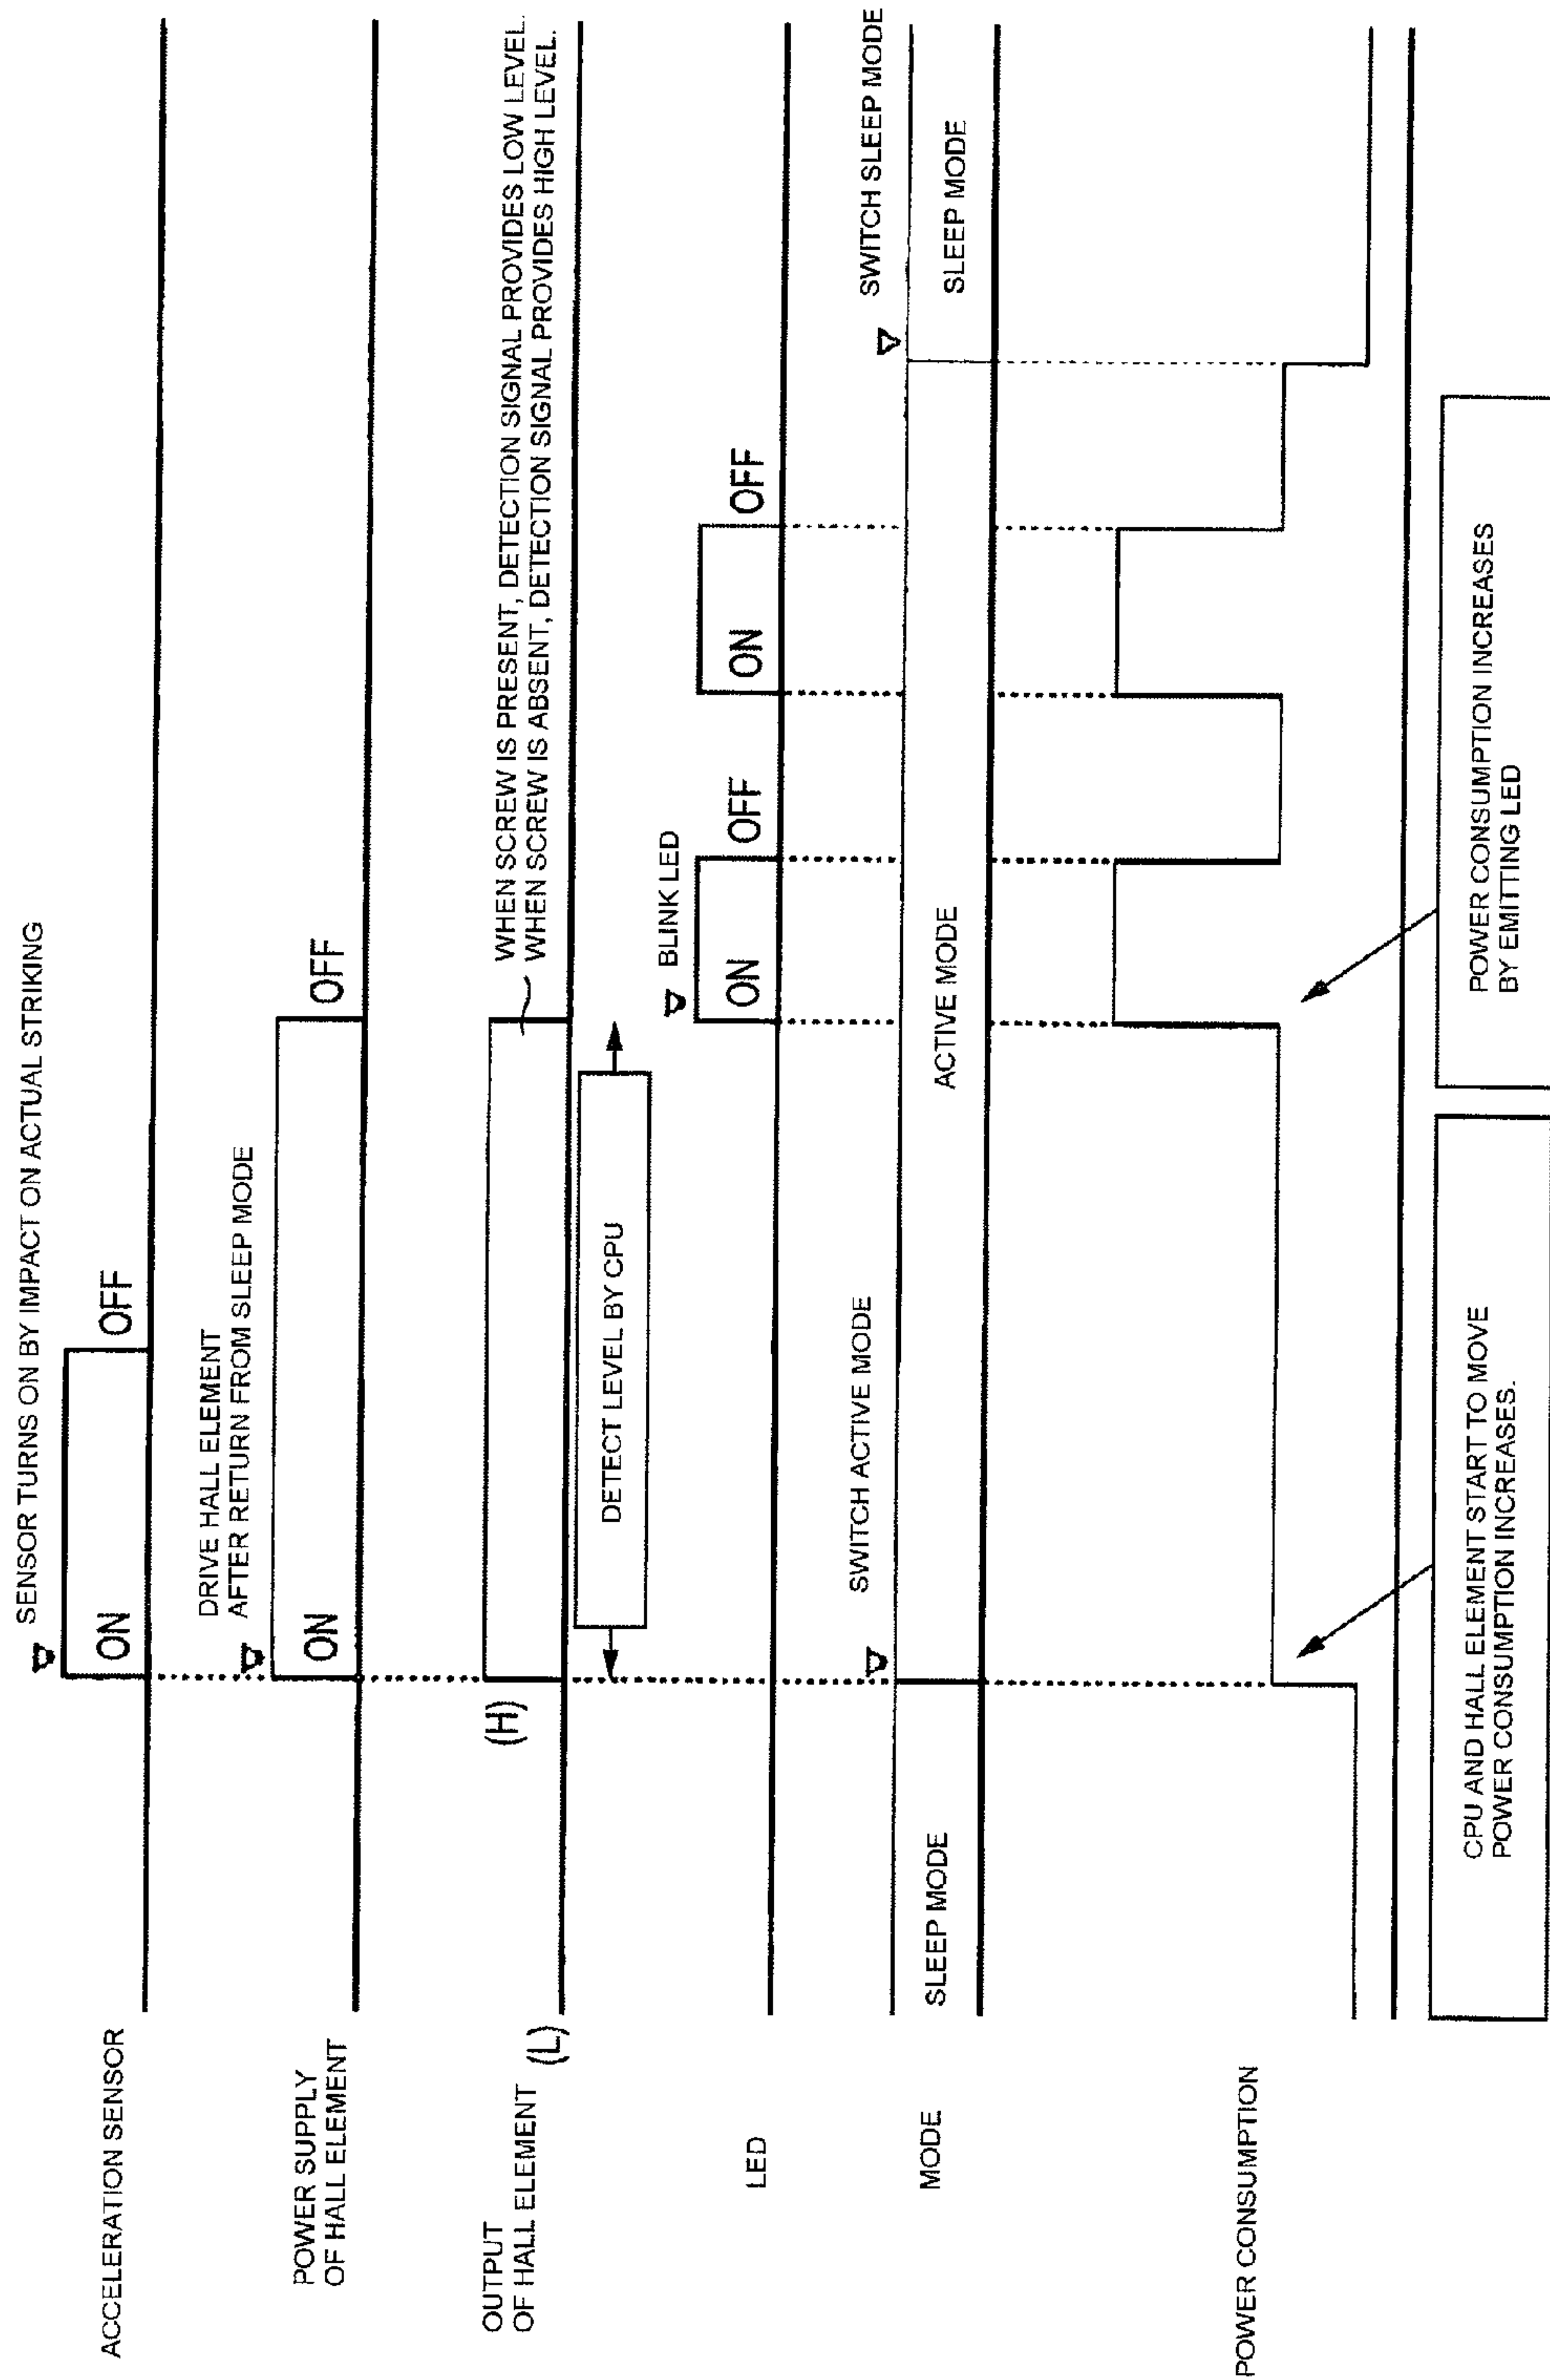 SENSOR TURNS ON BY IMPACT ON ACTUAL STRIKING
ACCELERATION SENSOR
ON
OFF
DRIVE HALL ELEMENT
AFTER RETURN FROM SLEEP MODE
POWER SUPPLY
OF HALL ELEMENT
ON
OFF
OUTPUT
OF HALL ELEMENT
(L)
(H)
WHEN SCREW IS PRESENT, DETECTION SIGNAL PROVIDES LOW LEVEL.
WHEN SCREW IS ABSENT, DETECTION SIGNAL PROVIDES HIGH LEVEL.
DETECT LEVEL BY CPU
BLINK LED
LED
ON
OFF
ON
OFF
SWITCH ACTIVE MODE
SWITCH SLEEP MODE
MODE
SLEEP MODE
ACTIVE MODE
SLEEP MODE
POWER CONSUMPTION
CPU AND HALL ELEMENT START TO MOVE
POWER CONSUMPTION INCREASES.
POWER CONSUMPTION INCREASES
BY EMITTING LED